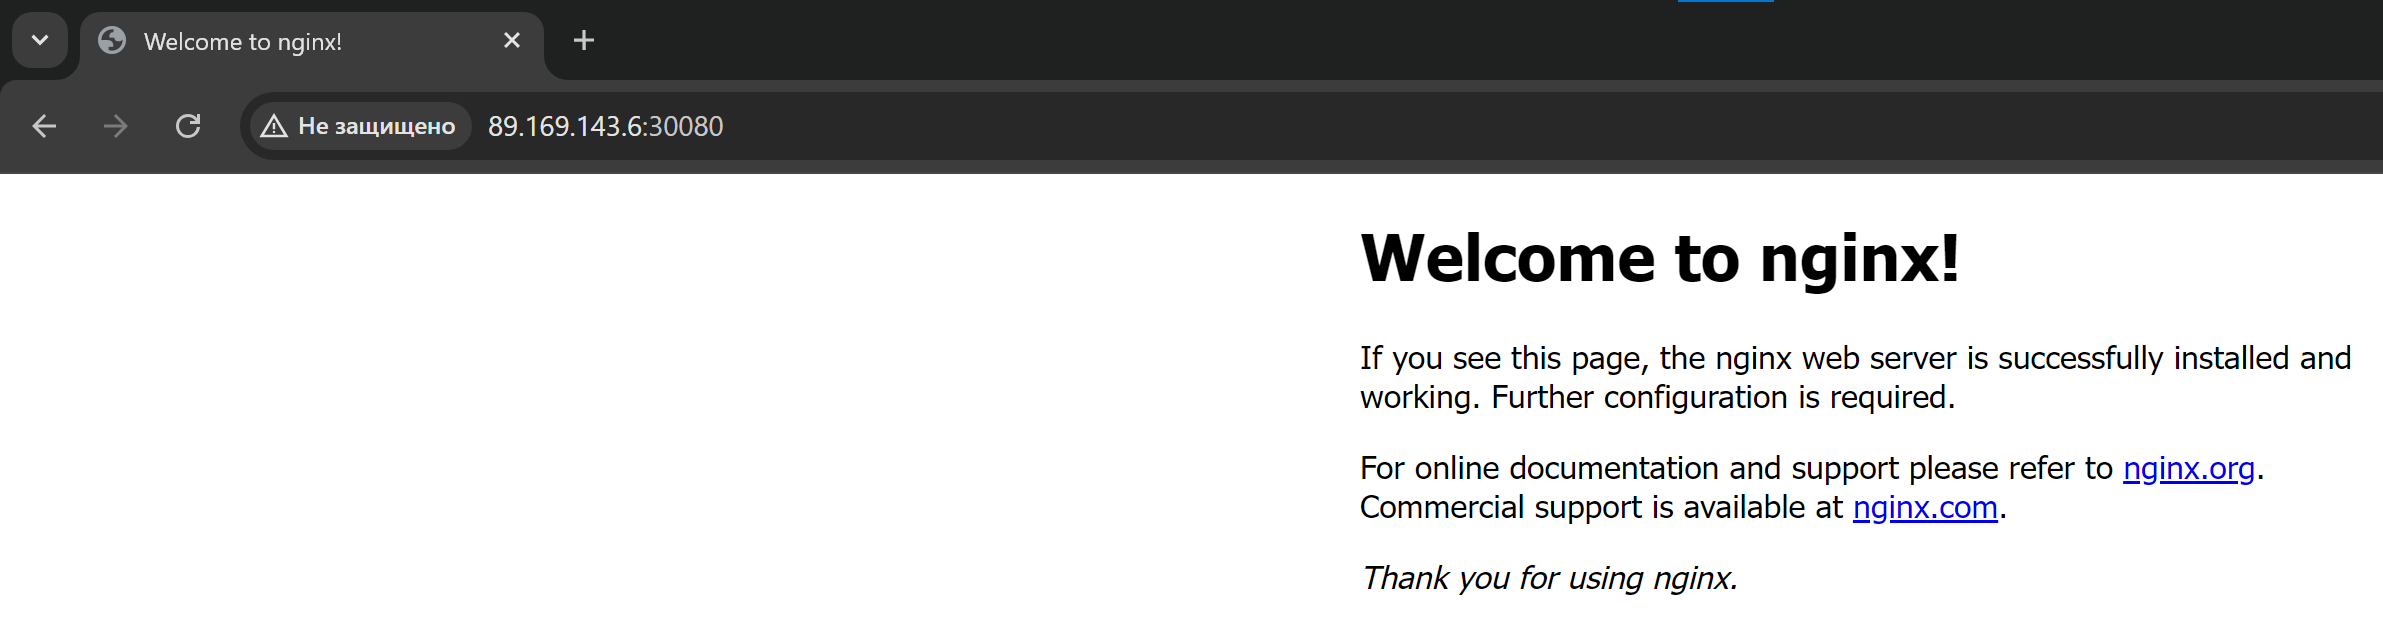 Welcome to nginx!
Не защищено 89.169.143.6:30080
Welcome to nginx!
If you see this page, the nginx web server is successfully installed and
working. Further configuration is required.
For online documentation and support please refer to nginx.org.
Commercial support is available at nginx.com.
Thank you for using nginx.